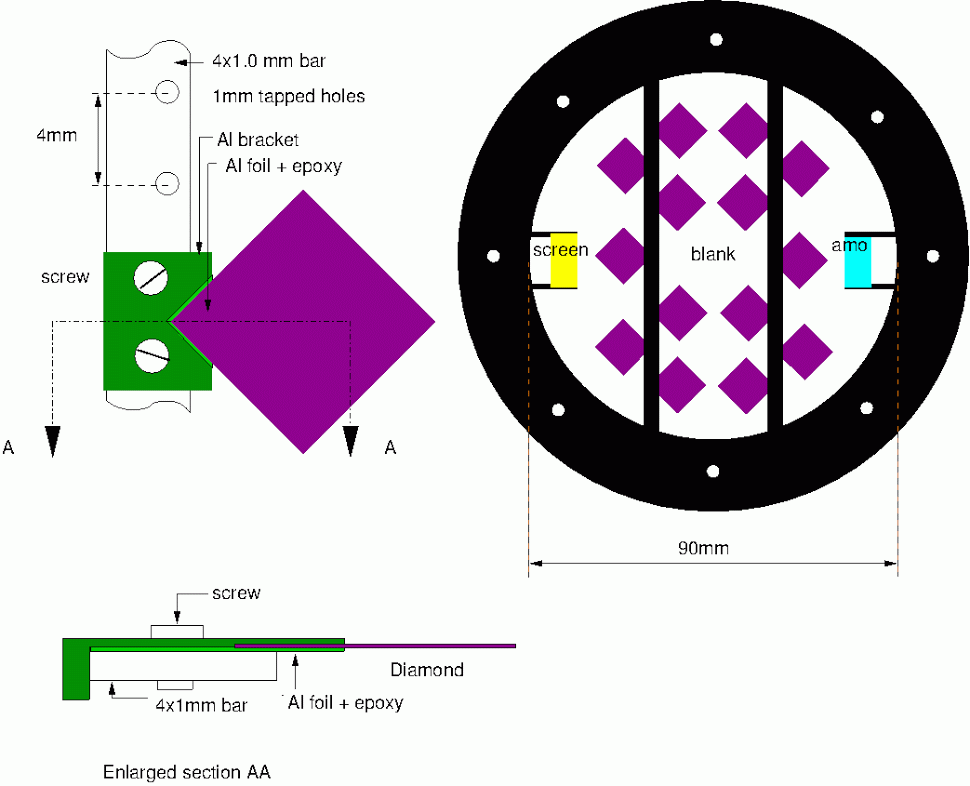 4x1.0 mm bar
1mm tapped holes
4mm
Al bracket
Al foil + epoxy
screw
A
A
screen
blank
amo
90mm
screw
Diamond
4x1mm bar
Al foil + epoxy
Enlarged section AA